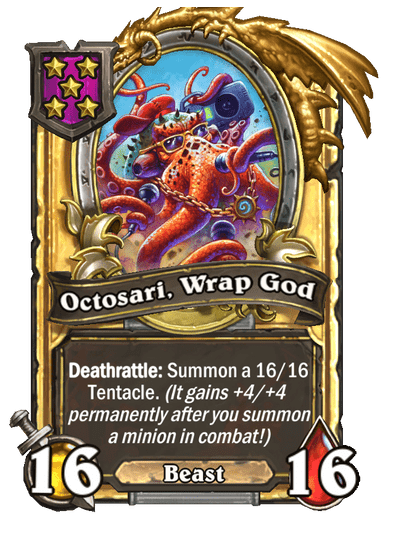 Octosari, Wrap God
Deathrattle: Summon a 16/16
Tentacle. (It gains +4/+4
permanently after you summon
a minion in combat!)
16
Beast
16